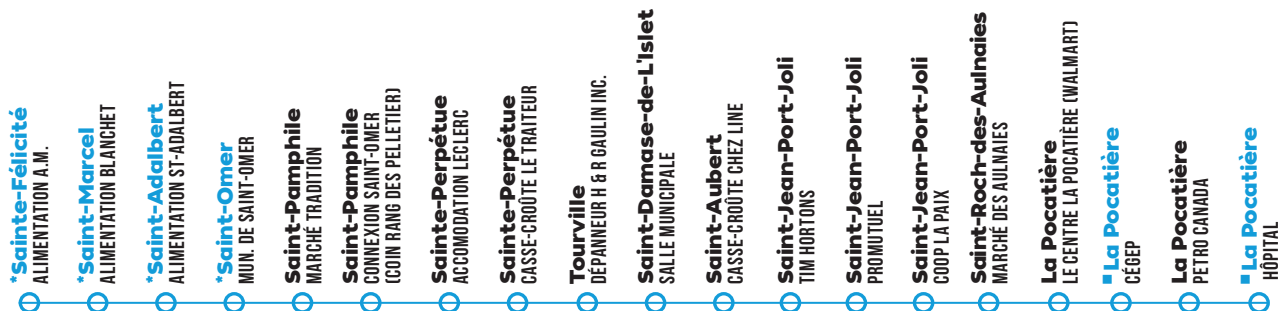 *Sainte-Félicité
ALIMENTATION A.M.
*Saint-Marcel
ALIMENTATION BLANCHET
*Saint-Adalbert
ALIMENTATION ST-ADALBERT
*Saint-Omer
MUN. DE SAINT-OMER
Saint-Pamphile
MARCHÉ TRADITION
Saint-Pamphile
CONNEXION SAINT-OMER
(COIN RANG DES PELLETIER)
Sainte-Perpétue
ACCOMODATION LECLERC
Sainte-Perpétue
CASSE-CROÛTE LE TRAITEUR
Tourville
DÉPANNEUR H & R GAULIN INC.
Saint-Damase-de-L'Islet
SALLE MUNICIPALE
Saint-Aubert
CASSE-CROÛTE CHEZ LINE
Saint-Jean-Port-Joli
TIM HORTONS
Saint-Jean-Port-Joli
PROMUTUEL
Saint-Jean-Port-Joli
COOP LA PAIX
Saint-Roch-des-Aulnaies
MARCHÉ DES AULNAIES
La Pocatière
LE CENTRE LA POCATIÈRE (WALMART)
■La Pocatière
CÉGEP
La Pocatière
PETRO CANADA
■La Pocatière
HÔPITAL